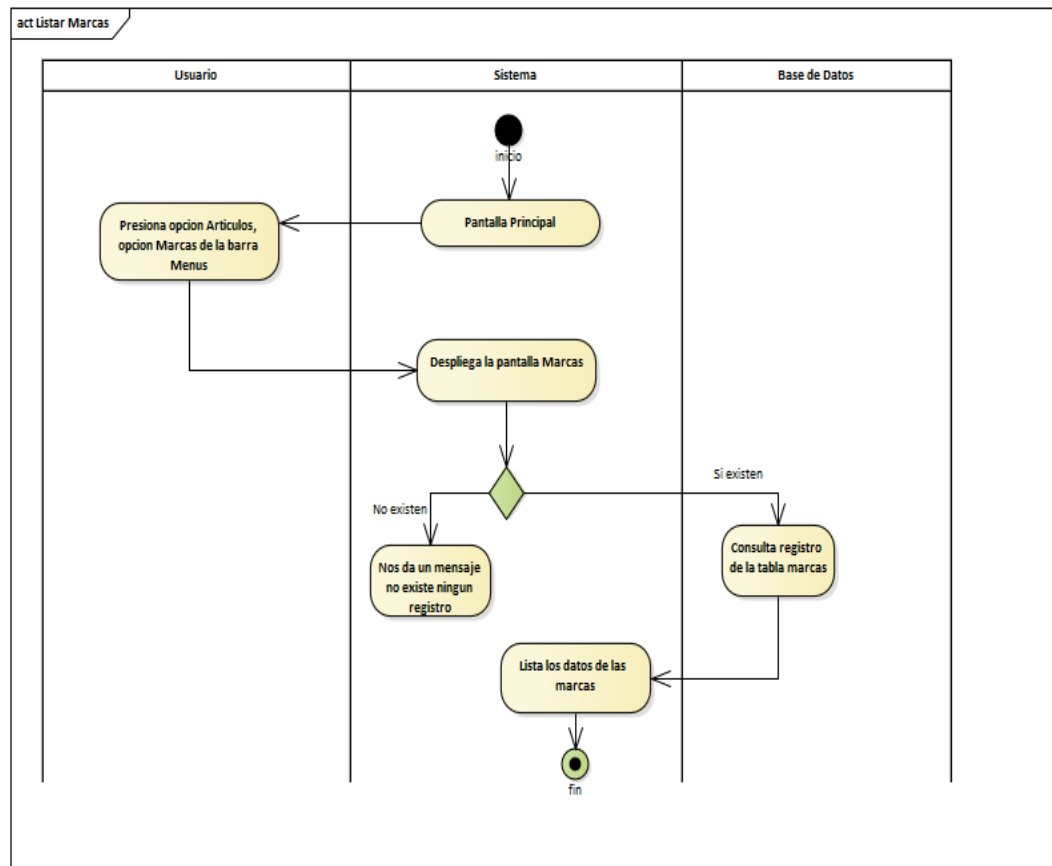 act Listar Marcas
Usuario
Sistema
Base de Datos
inicio
Pantalla Principal
Presiona opcion Articulos,
opcion Marcas de la barra
Menus
Despliega la pantalla Marcas
Si existen
No existen
Consulta registro
de la tabla marcas
Nos da un mensaje
no existe ningun
registro
Lista los datos de las
marcas
fin